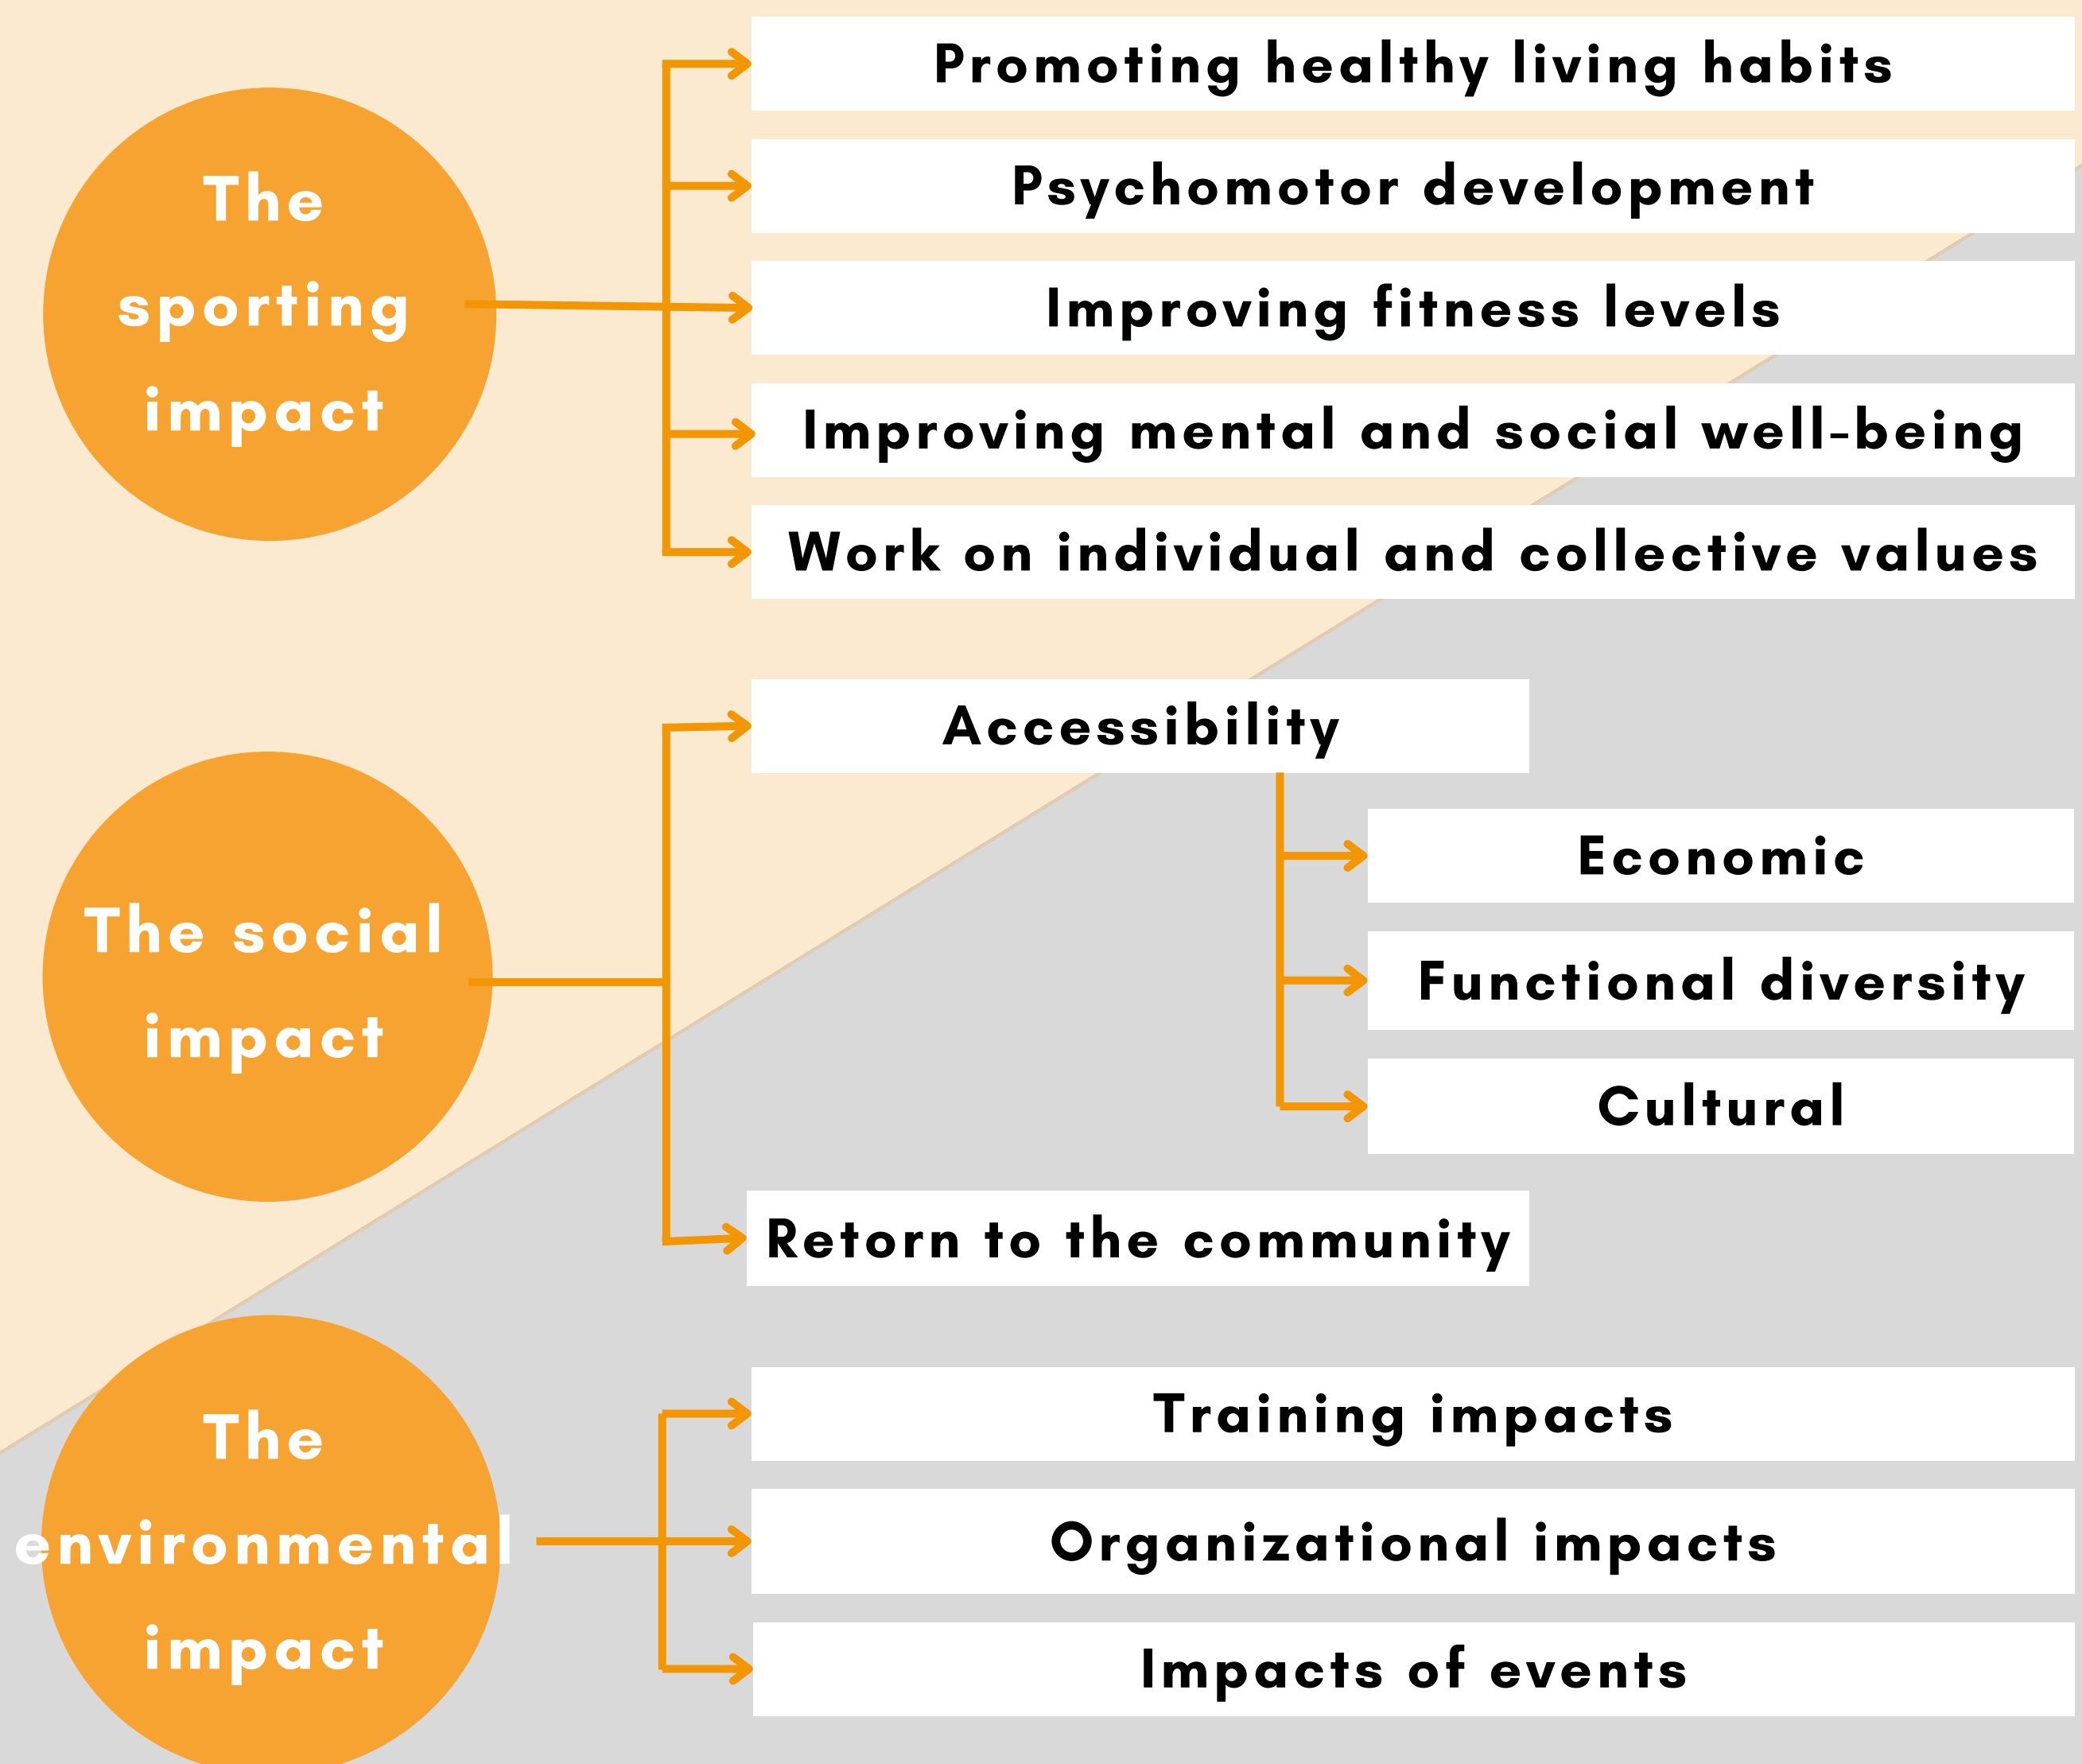 The
sporting
impact
Promoting healthy living habits
Psychomotor development
Improving fitness levels
Improving mental and social well-being
Work on individual and collective values
The social
impact
Accessibility
Economic
Functional diversity
Cultural
Retorn to the community
The
environmental
impact
Training impacts
Organizational impacts
Impacts of events